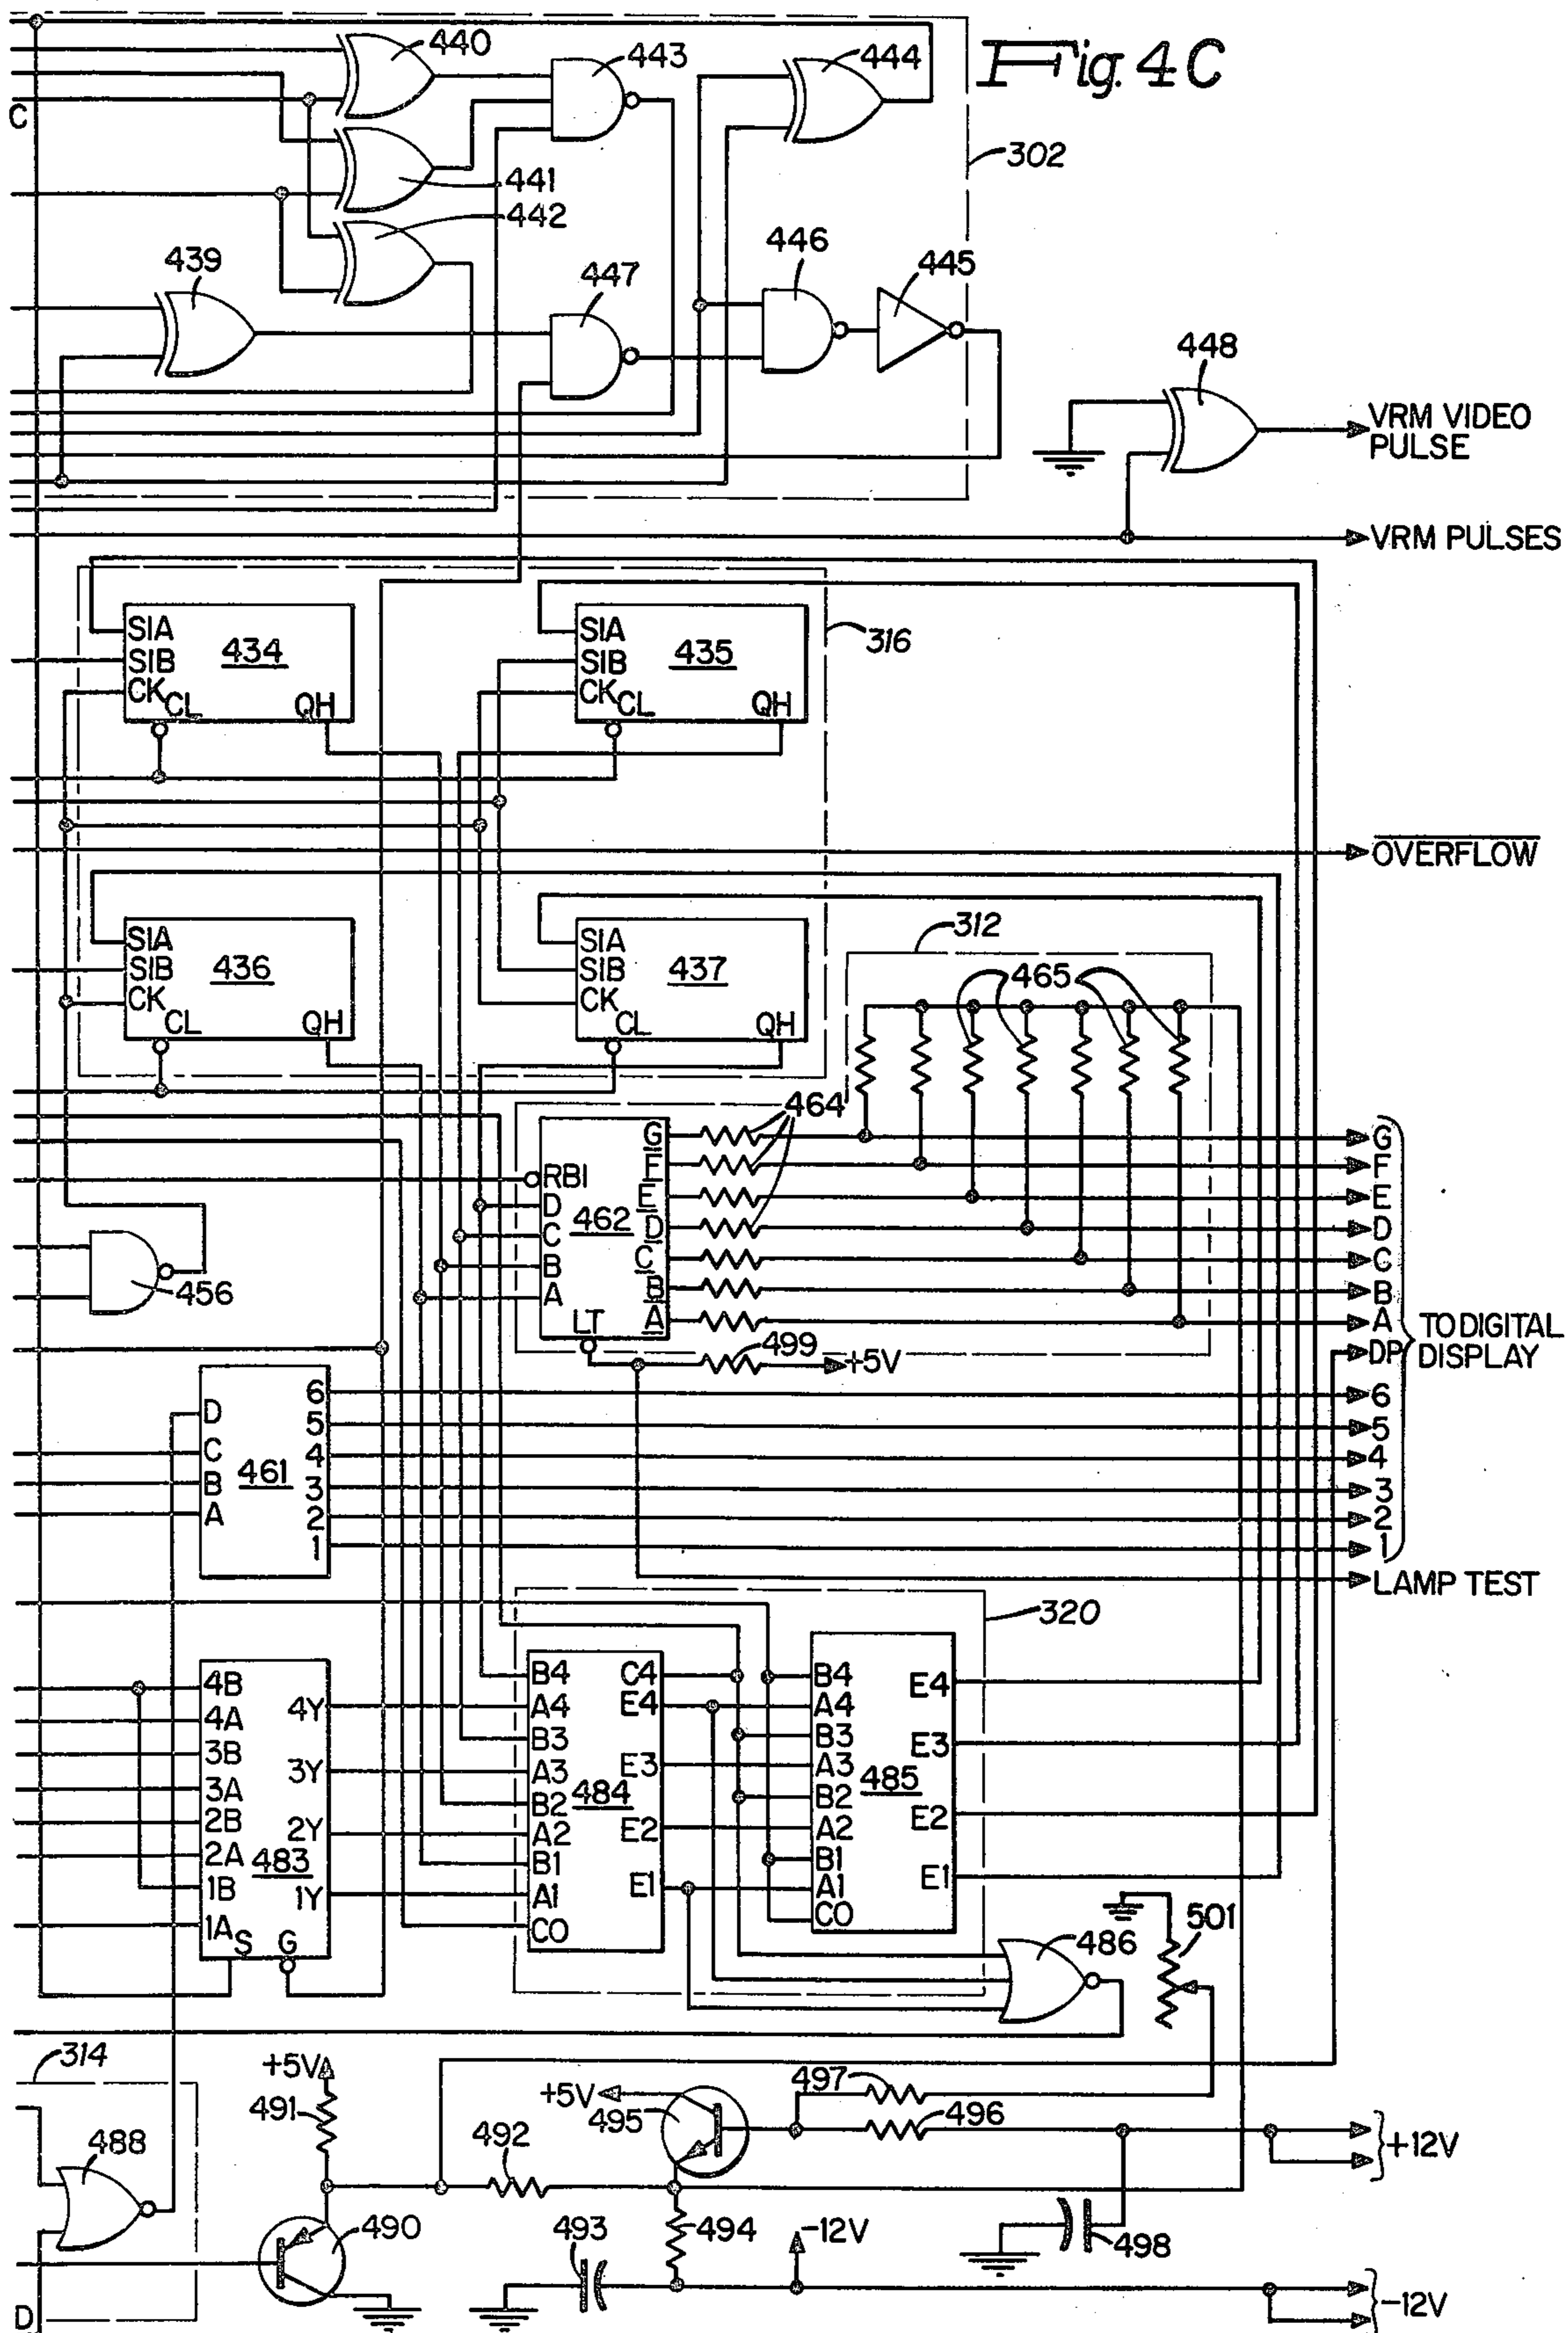 Fig. 4C
440
443
444
C
302
441
442
439
446
445
447
448
VRM VIDEO
PULSE
VRM PULSES
SIA
SIB
CK
CL
434
QH
SIA
SIB
CK
CL
435
QH
316
OVERFLOW
SIA
SIB
CK
CL
436
QH
SIA
SIB
CK
CL
437
QH
312
465
464
RBI
D
C
B
A
462
LT
G
F
E
D
C
B
A
499
+5V
456
G
F
E
D
C
B
A
DP
6
5
4
3
2
1
TO DIGITAL
DISPLAY
LAMP TEST
D
C
B
A
461
6
5
4
3
2
1
320
4B
4A
3B
3A
2B
2A
1B
1A
S
G
483
4Y
3Y
2Y
1Y
B4
A4
B3
A3
B2
A2
B1
A1
CO
484
C4
E4
E3
E2
E1
B4
A4
B3
A3
B2
A2
B1
A1
CO
485
E4
E3
E2
E1
486
501
314
488
+5V
491
490
492
+5V
495
497
496
+12V
493
494
-12V
498
-12V
D